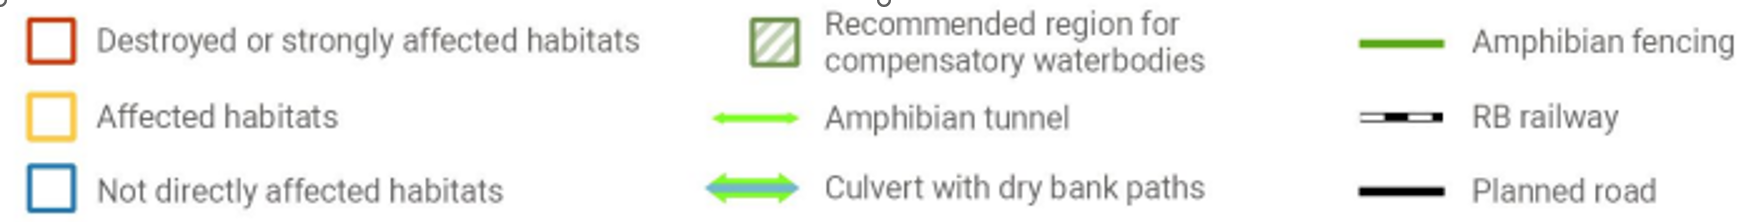 Destroyed or strongly affected habitats
Affected habitats
Not directly affected habitats
Recommended region for
compensatory waterbodies
Amphibian tunnel
Culvert with dry bank paths
Amphibian fencing
RB railway
Planned road